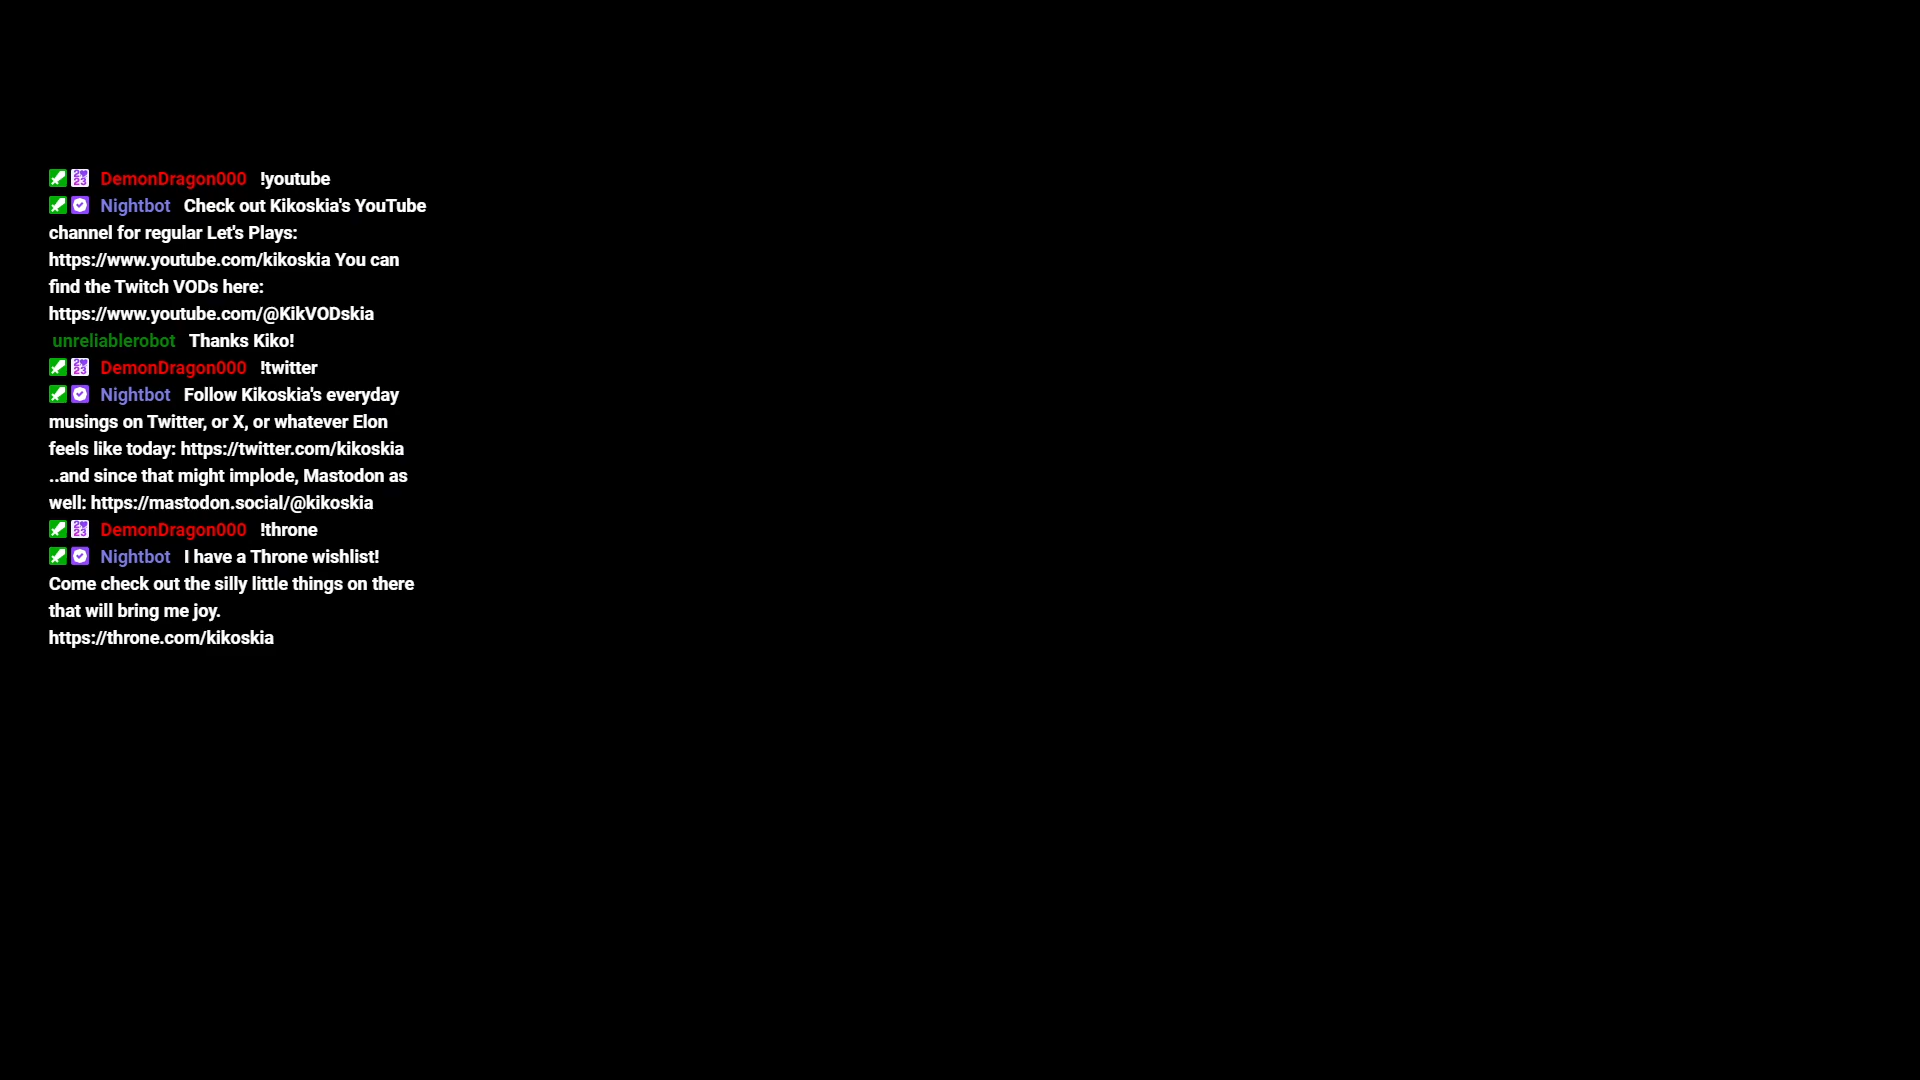 DemonDragon000 !youtube
Nightbot Check out Kikoskia's YouTube
channel for regular Let's Plays:
https://www.youtube.com/kikoskia You can
find the Twitch VODs here:
https://www.youtube.com/@KikVODskia
unreliablerobot Thanks Kiko!
DemonDragon000 !twitter
Nightbot Follow Kikoskia's everyday
musings on Twitter, or X, or whatever Elon
feels like today: https://twitter.com/kikoskia
..and since that might implode, Mastodon as
well: https://mastodon.social/@kikoskia
DemonDragon000 !throne
Nightbot I have a Throne wishlist!
Come check out the silly little things on there
that will bring me joy.
https://throne.com/kikoskia